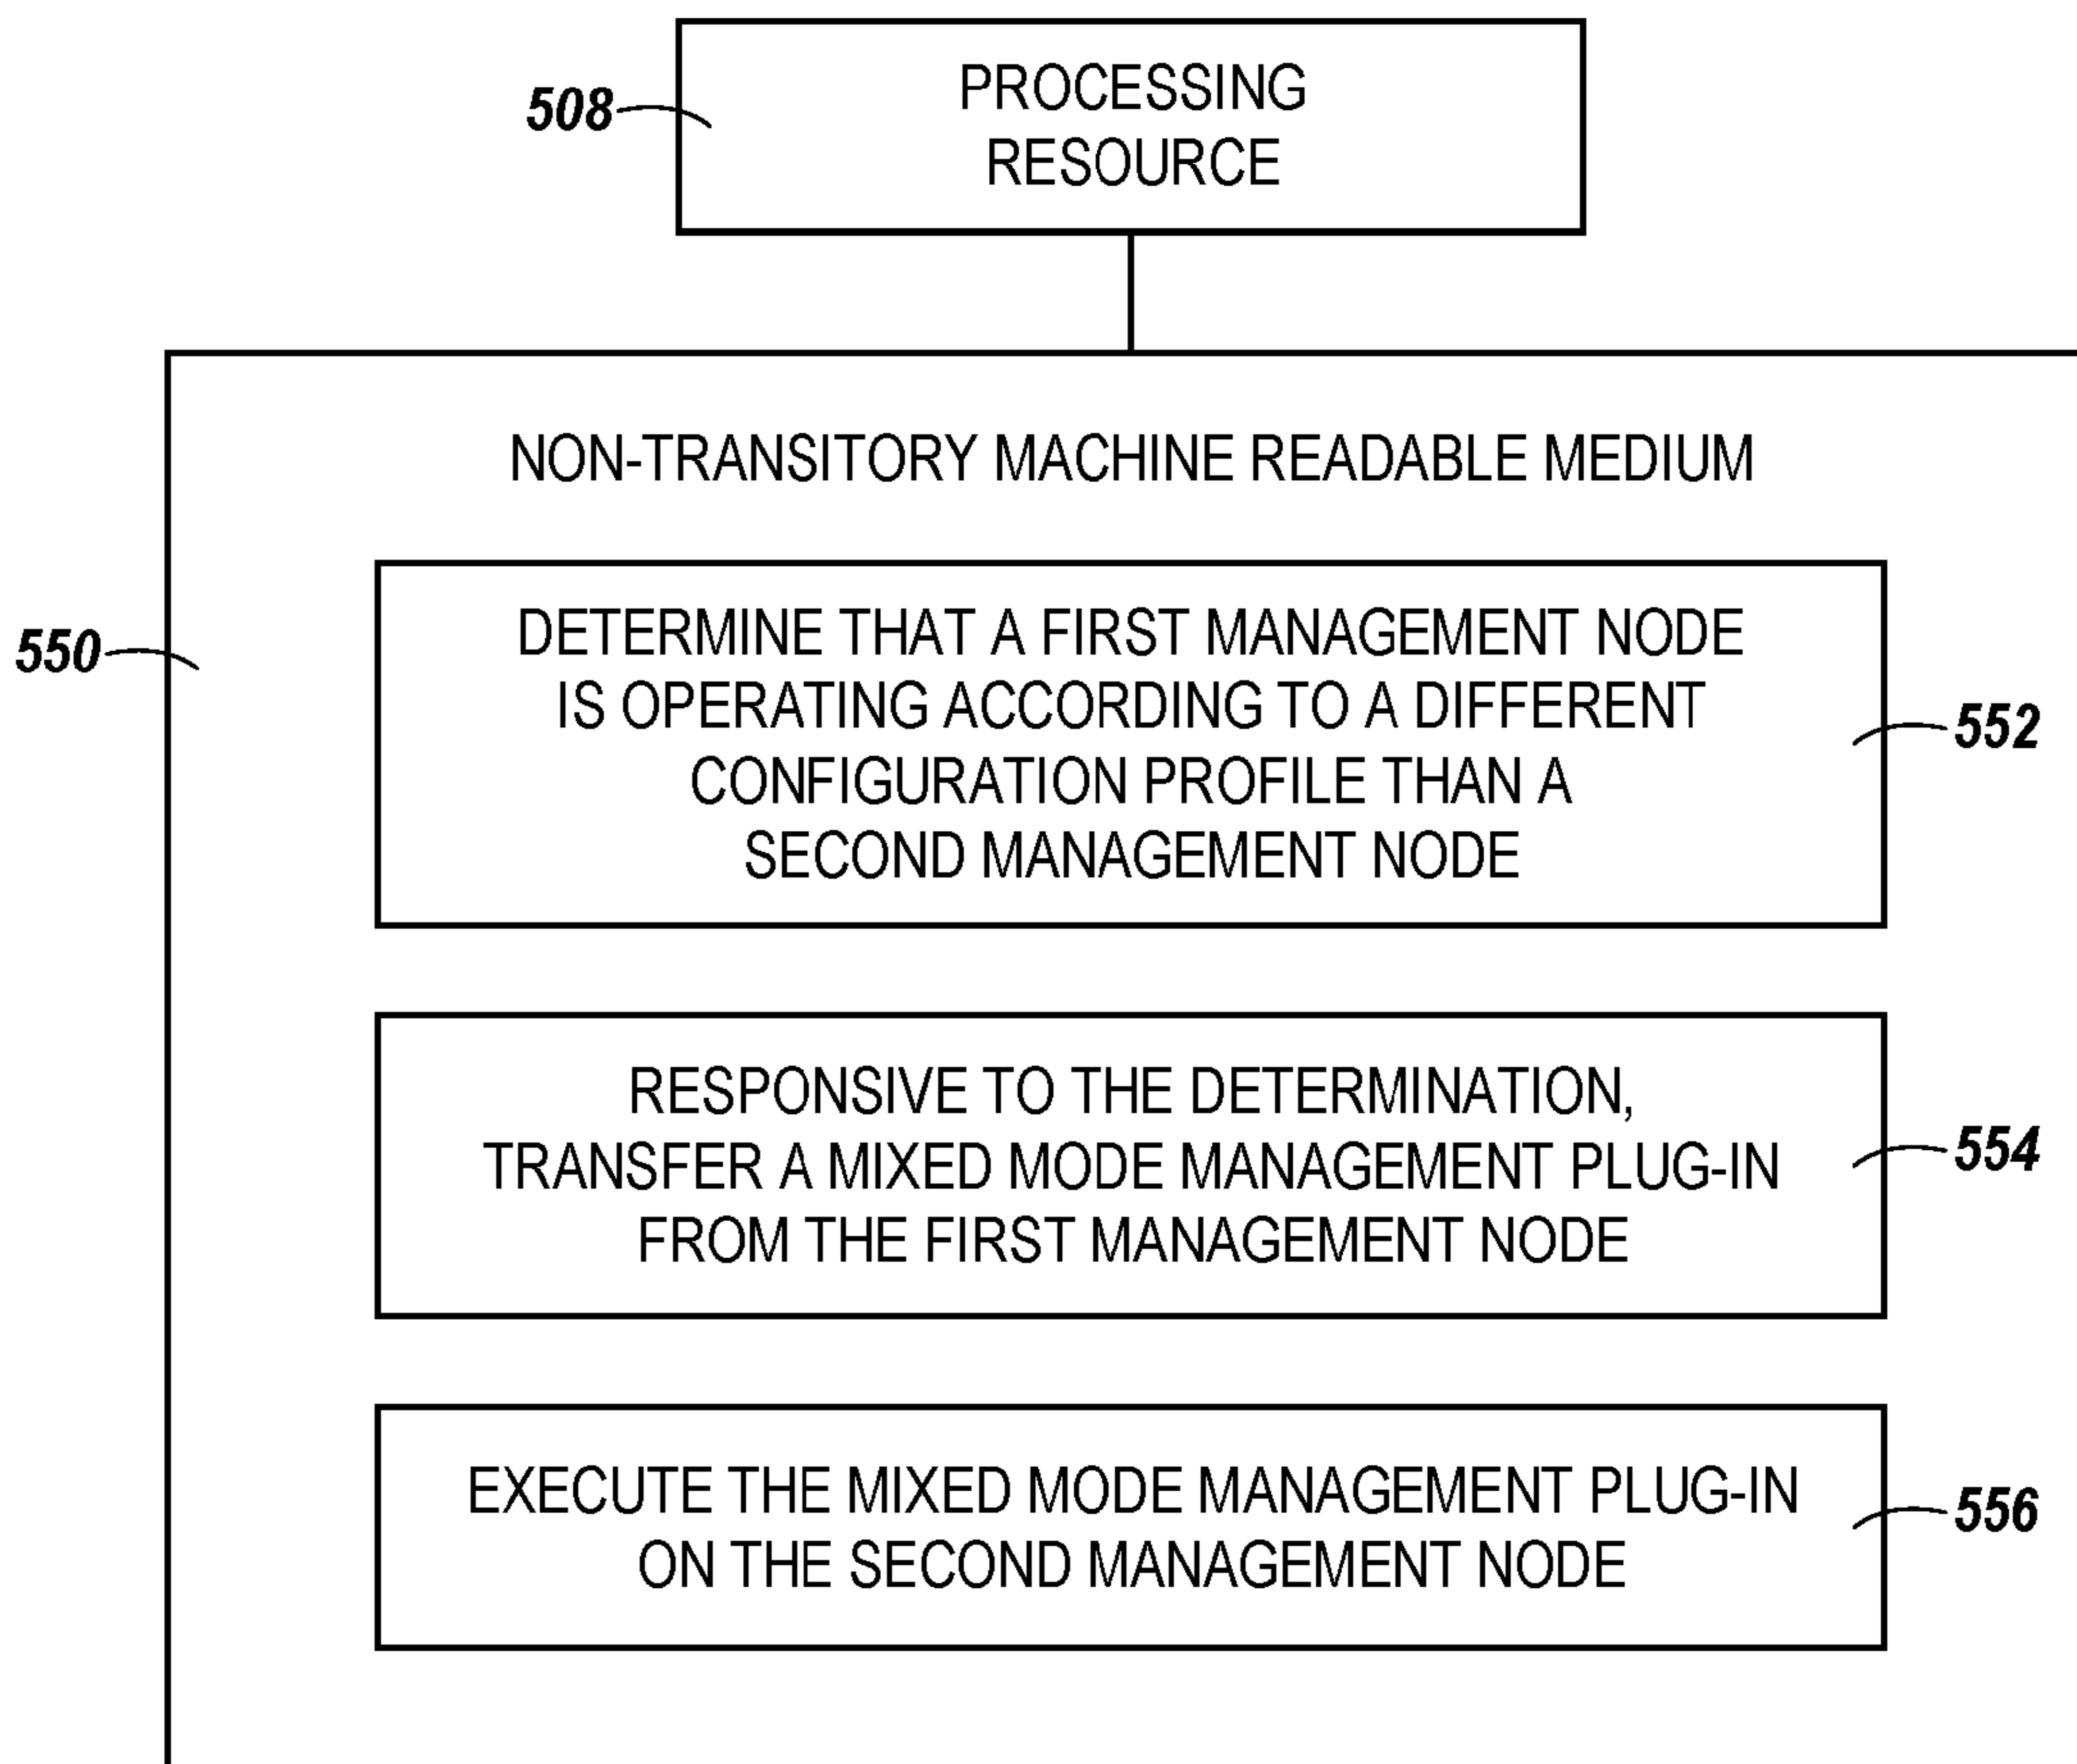 PROCESSING
508
RESOURCE
NON-TRANSITORY MACHINE READABLE MEDIUM
DETERMINE THAT A FIRST MANAGEMENT NODE
550
IS OPERATING ACCORDING TO A DIFFERENT
552
CONFIGURATION PROFILE THAN A
SECOND MANAGEMENT NODE
RESPONSIVE TO THE DETERMINATION,
TRANSFER A MIXED MODE MANAGEMENT PLUG-IN
554
FROM THE FIRST MANAGEMENT NODE
EXECUTE THE MIXED MODE MANAGEMENT PLUG-IN
556
ON THE SECOND MANAGEMENT NODE